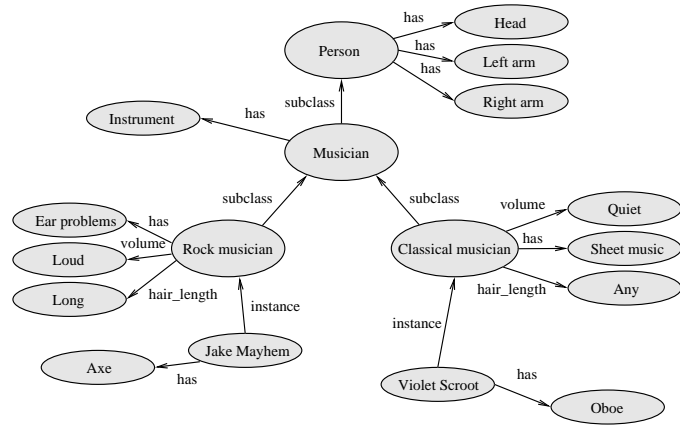 has
Head
Person
has
Left arm
has
Right arm
subclass
Instrument
has
Musician
subclass
subclass
Ear problems
has
volume
Loud
Rock musician
Long
hair_length
volume
Quiet
Classical musician
has
Sheet music
hair_length
Any
instance
instance
Jake Mayhem
Axe
has
Violet Scroot
has
Oboe